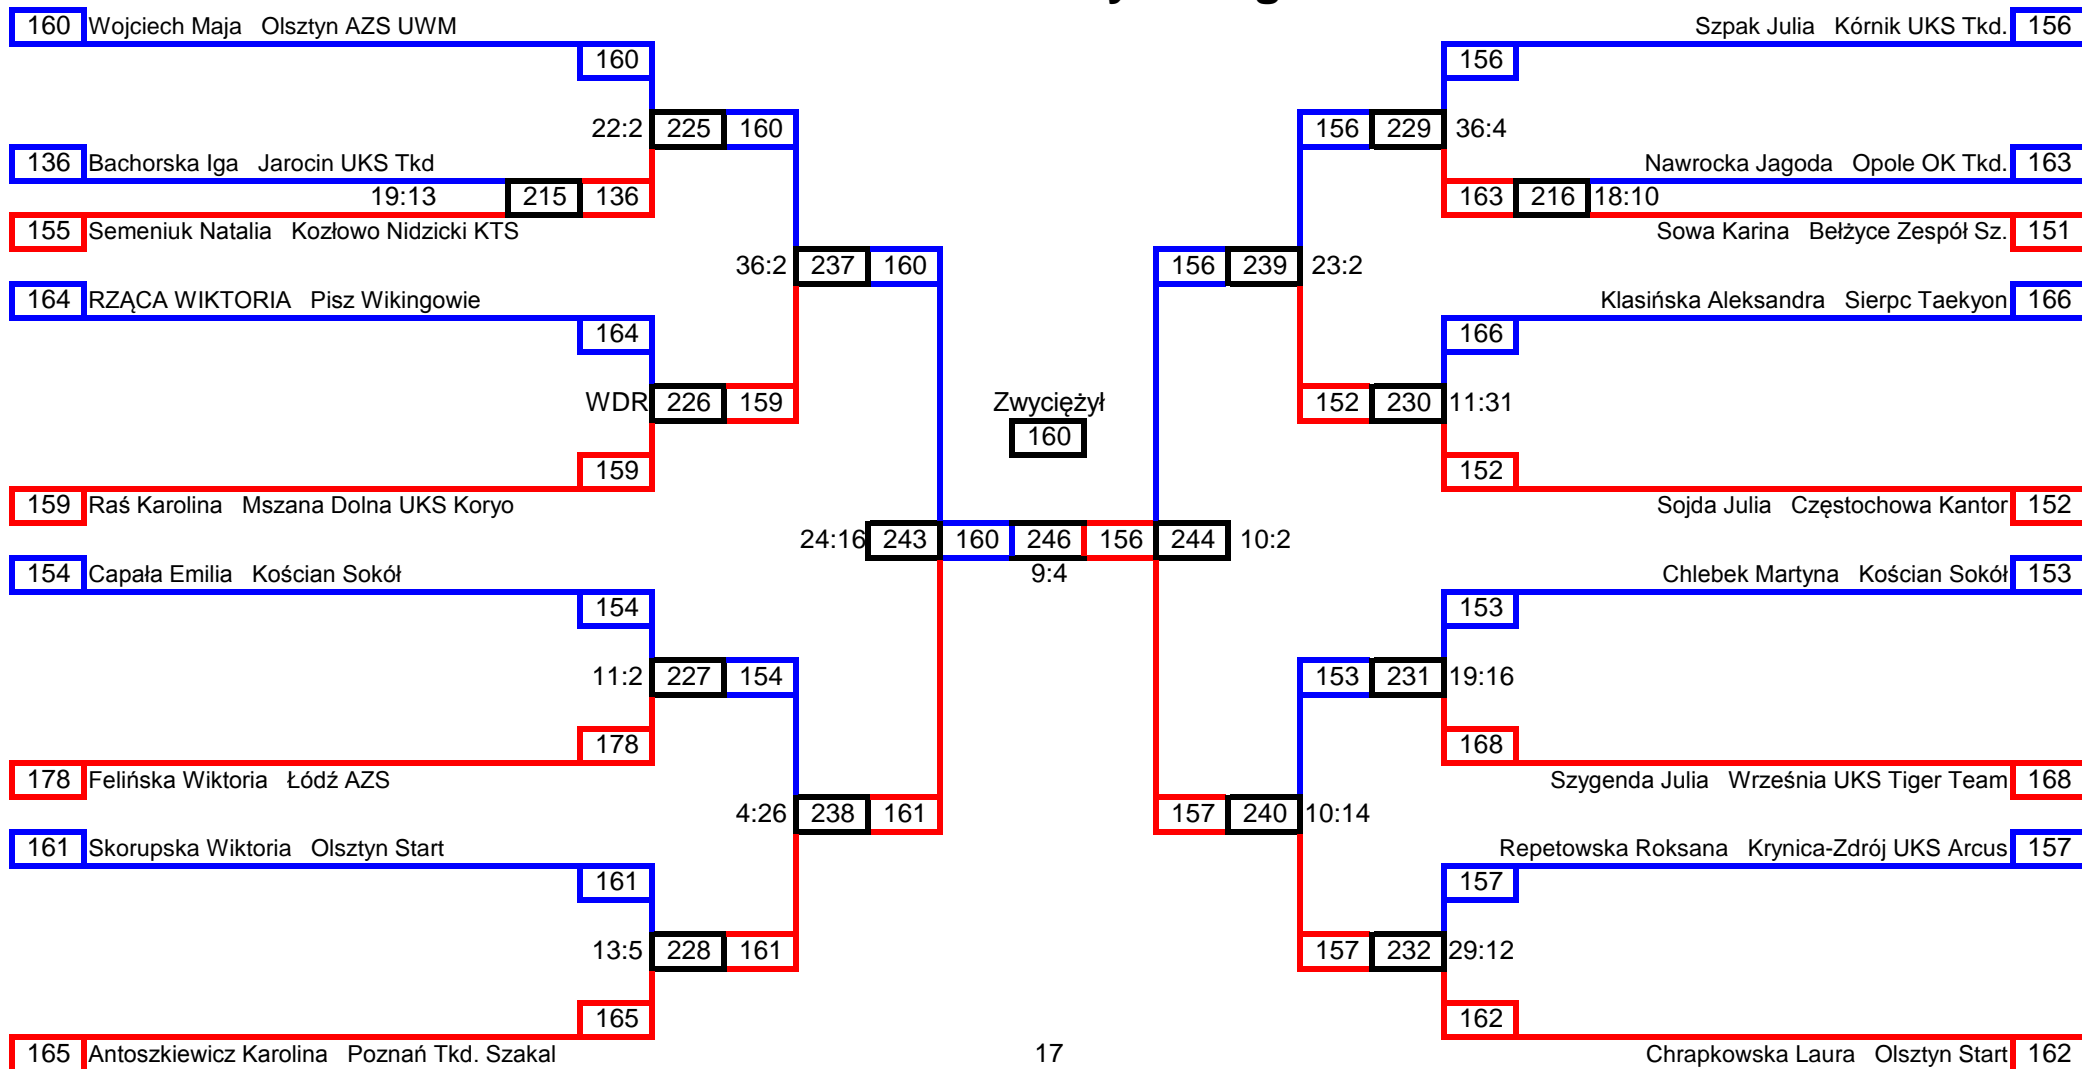 160 Wojciech Maja Olsztyn AZS UWM Szpak Julia Kórnik UKS Tkd. 156
160 156
22:2 225 160 156 229 36:4
136 Bachorska Iga Jarocin UKS Tkd Nawrocka Jagoda Opole OK Tkd. 163
19:13 215 136 163 216 18:10
155 Semeniuk Natalia Kozłowo Nidzicki KTS Sowa Karina Bełżyce Zespół Sz. 151
36:2 237 160 156 239 23:2
164 RZĄCA WIKTORIA Pisz Wikingowie Klasińska Aleksandra Sierpc Taekyon 166
164 166
WDR 226 159 Zwyciężył 152 230 11:31
160
159 152
159 Raś Karolina Mszana Dolna UKS Koryo Sojda Julia Częstochowa Kantor 152
24:16 243 160 246 156 244 10:2
154 Capała Emilia Kościan Sokół 9:4 Chlebek Martyna Kościan Sokół 153
154 153
11:2 227 154 153 231 19:16
178 168
178 Felińska Wiktoria Łódź AZS Szygenda Julia Września UKS Tiger Team 168
4:26 238 161 157 240 10:14
161 Skorupska Wiktoria Olsztyn Start Repetowska Roksana Krynica-Zdrój UKS Arcus 157
161 157
13:5 228 161 157 232 29:12
165 162
165 Antoszkiewicz Karolina Poznań Tkd. Szakal 17 Chrapkowska Laura Olsztyn Start 162